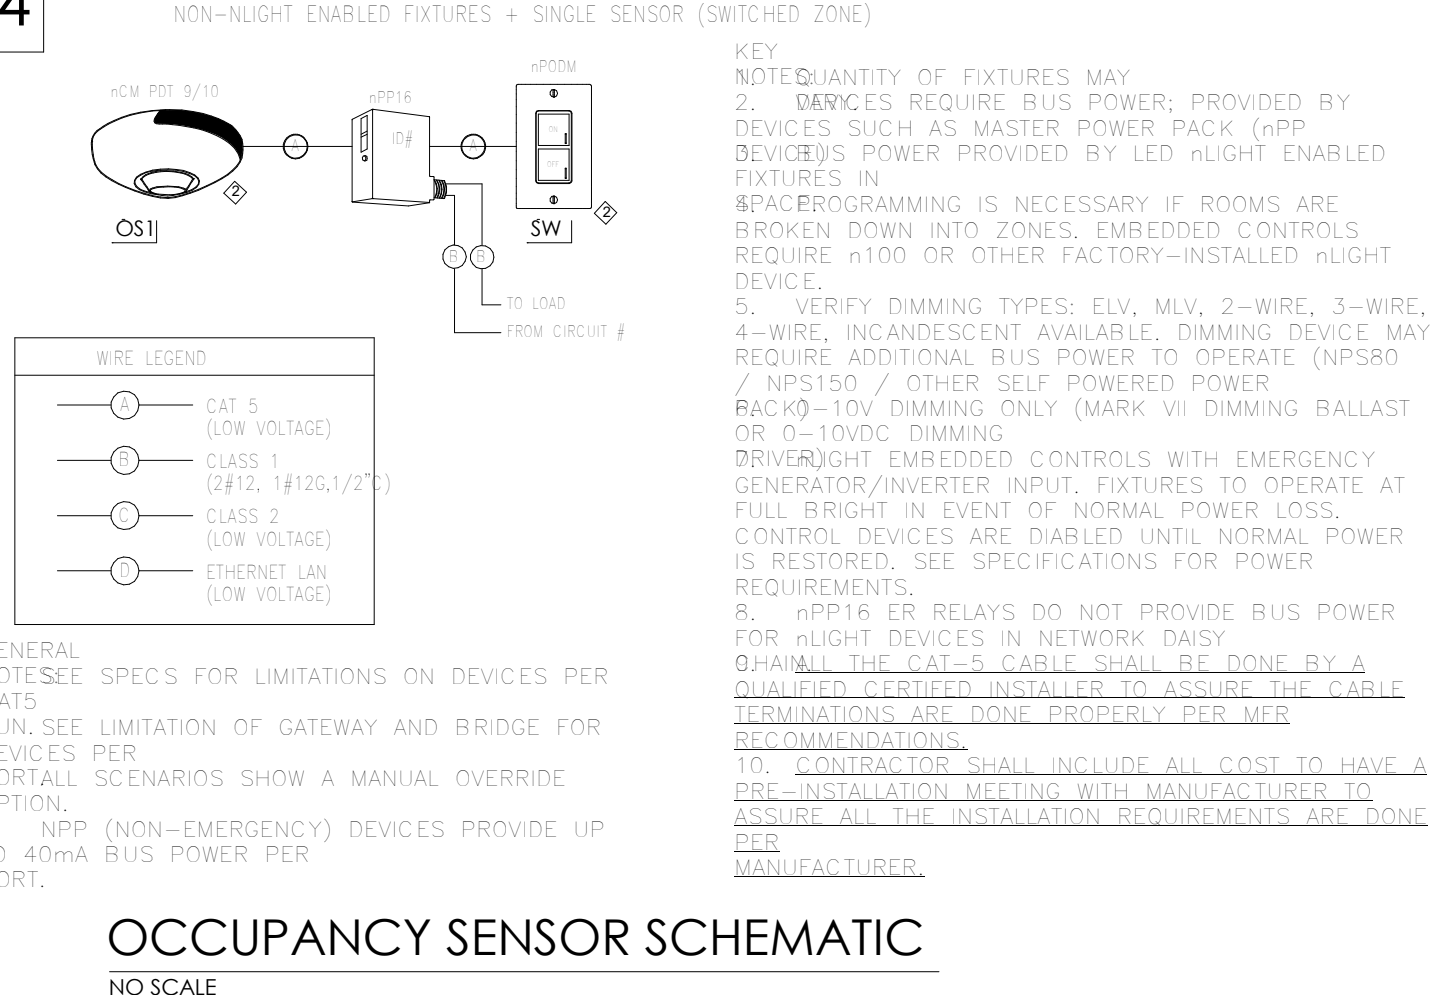 4
NON-NLIGHT ENABLED FIXTURES + SINGLE SENSOR (SWITCHED ZONE)
nCM PDT 9/10
nPP16
nPODM
ID#
ON
OFF
A
A
2
2
OS1
SW
B
B
TO LOAD
FROM CIRCUIT #
WIRE LEGEND
A
CAT 5
(LOW VOLTAGE)
B
CLASS 1
(2#12, 1#12G,1/2"C)
C
CLASS 2
(LOW VOLTAGE)
D
ETHERNET LAN
(LOW VOLTAGE)
ENERAL
OTES:
SEE SPECS FOR LIMITATIONS ON DEVICES PER
AT5
UN.
SEE LIMITATION OF GATEWAY AND BRIDGE FOR
EVICES PER
ORT.
ALL SCENARIOS SHOW A MANUAL OVERRIDE
PTION.
NPP (NON-EMERGENCY) DEVICES PROVIDE UP
O 40mA BUS POWER PER
ORT.
KEY
NOTES:
1. QUANTITY OF FIXTURES MAY
VARY.
2. DEVICES REQUIRE BUS POWER; PROVIDED BY
DEVICES SUCH AS MASTER POWER PACK (nPP
DEVICE)
3. BUS POWER PROVIDED BY LED nLIGHT ENABLED
FIXTURES IN
SPACE.
4. PROGRAMMING IS NECESSARY IF ROOMS ARE
BROKEN DOWN INTO ZONES. EMBEDDED CONTROLS
REQUIRE n100 OR OTHER FACTORY-INSTALLED nLIGHT
DEVICE.
5. VERIFY DIMMING TYPES: ELV, MLV, 2-WIRE, 3-WIRE,
4-WIRE, INCANDESCENT AVAILABLE. DIMMING DEVICE MAY
REQUIRE ADDITIONAL BUS POWER TO OPERATE (NPS80
/ NPS150 / OTHER SELF POWERED POWER
PACK)
6. 0-10V DIMMING ONLY (MARK VII DIMMING BALLAST
OR 0-10VDC DIMMING
DRIVER)
7. nLIGHT EMBEDDED CONTROLS WITH EMERGENCY
GENERATOR/INVERTER INPUT. FIXTURES TO OPERATE AT
FULL BRIGHT IN EVENT OF NORMAL POWER LOSS.
CONTROL DEVICES ARE DIABLED UNTIL NORMAL POWER
IS RESTORED. SEE SPECIFICATIONS FOR POWER
REQUIREMENTS.
8. nPP16 ER RELAYS DO NOT PROVIDE BUS POWER
FOR nLIGHT DEVICES IN NETWORK DAISY
CHAIN.
9. ALL THE CAT-5 CABLE SHALL BE DONE BY A
QUALIFIED CERTIFED INSTALLER TO ASSURE THE CABLE
TERMINATIONS ARE DONE PROPERLY PER MFR
RECOMMENDATIONS.
10. CONTRACTOR SHALL INCLUDE ALL COST TO HAVE A
PRE-INSTALLATION MEETING WITH MANUFACTURER TO
ASSURE ALL THE INSTALLATION REQUIREMENTS ARE DONE
PER
MANUFACTURER.
OCCUPANCY SENSOR SCHEMATIC
NO SCALE